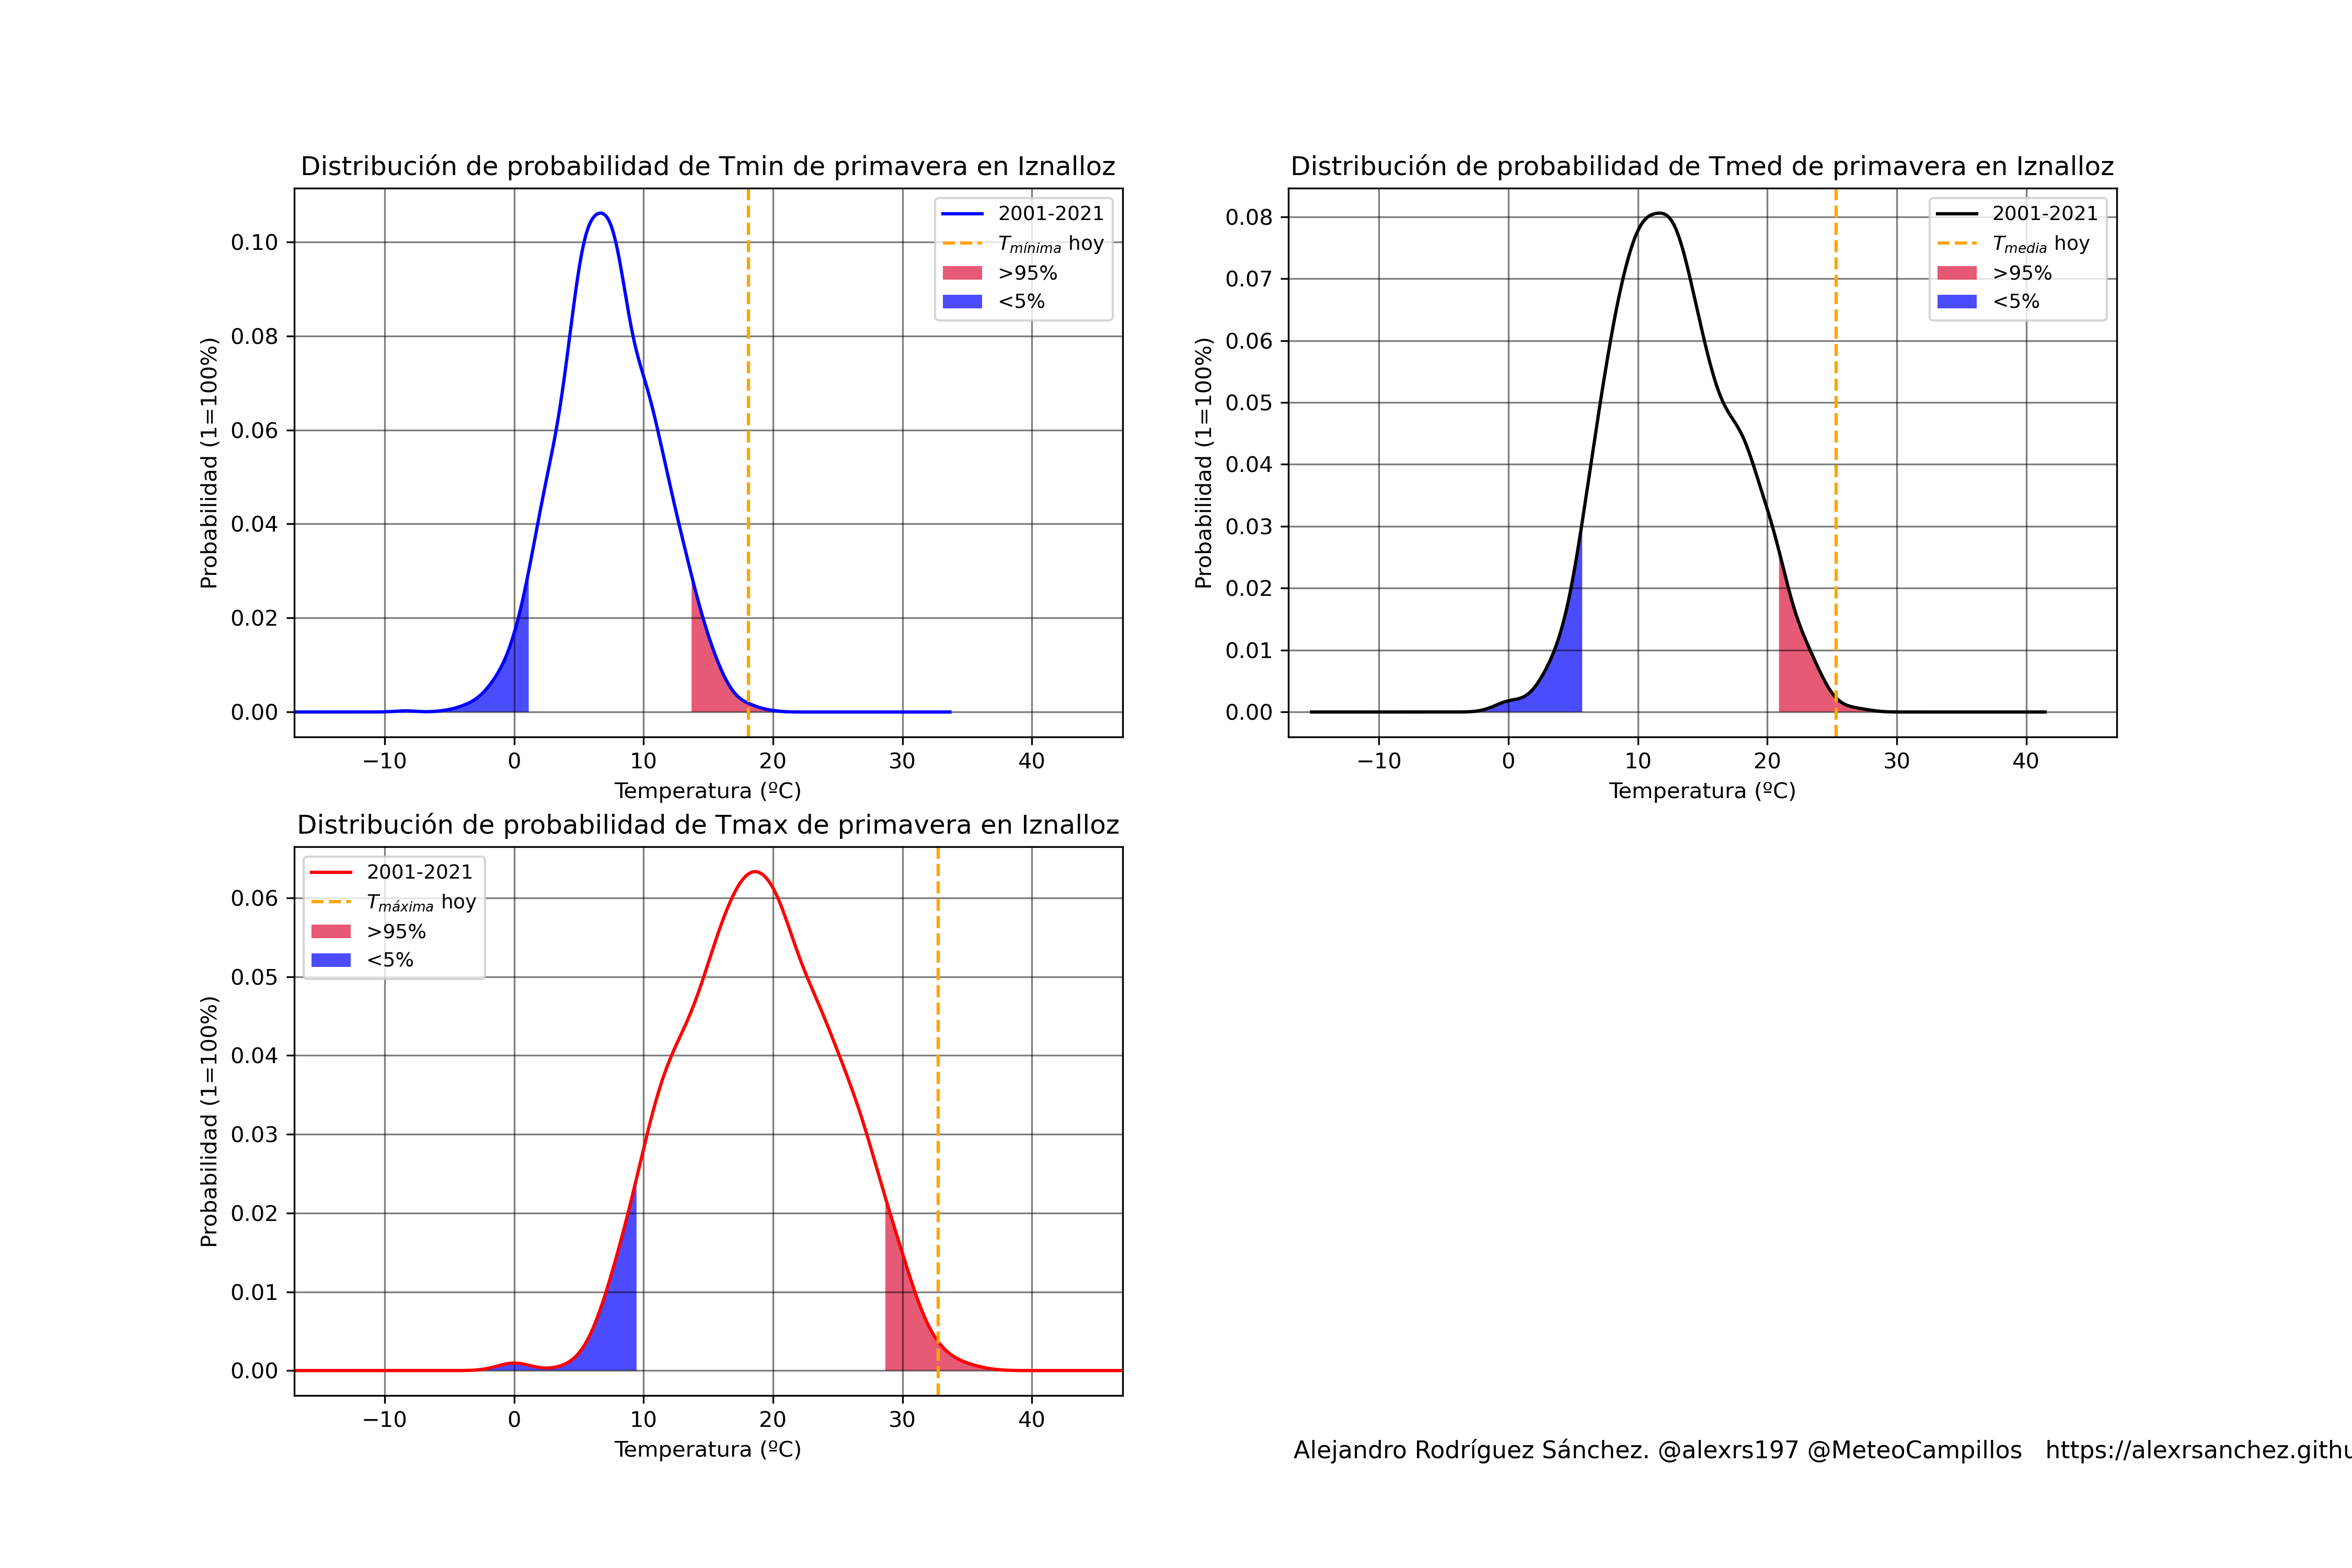 Distribución de probabilidad de Tmin de primavera en Iznalloz
Probabilidad (1=100%)
0.10
0.08
0.06
0.04
0.02
0.00
2001-2021
Tmínima hoy
>95%
<5%
−10 0 10 20 30 40
Temperatura (ºC)
Distribución de probabilidad de Tmed de primavera en Iznalloz
Probabilidad (1=100%)
0.08
0.07
0.06
0.05
0.04
0.03
0.02
0.01
0.00
2001-2021
Tmedia hoy
>95%
<5%
−10 0 10 20 30 40
Temperatura (ºC)
Distribución de probabilidad de Tmax de primavera en Iznalloz
Probabilidad (1=100%)
0.06
0.05
0.04
0.03
0.02
0.01
0.00
2001-2021
Tmáxima hoy
>95%
<5%
−10 0 10 20 30 40
Temperatura (ºC)
Alejandro Rodríguez Sánchez. @alexrs197 @MeteoCampillos https://alexrsanchez.githu